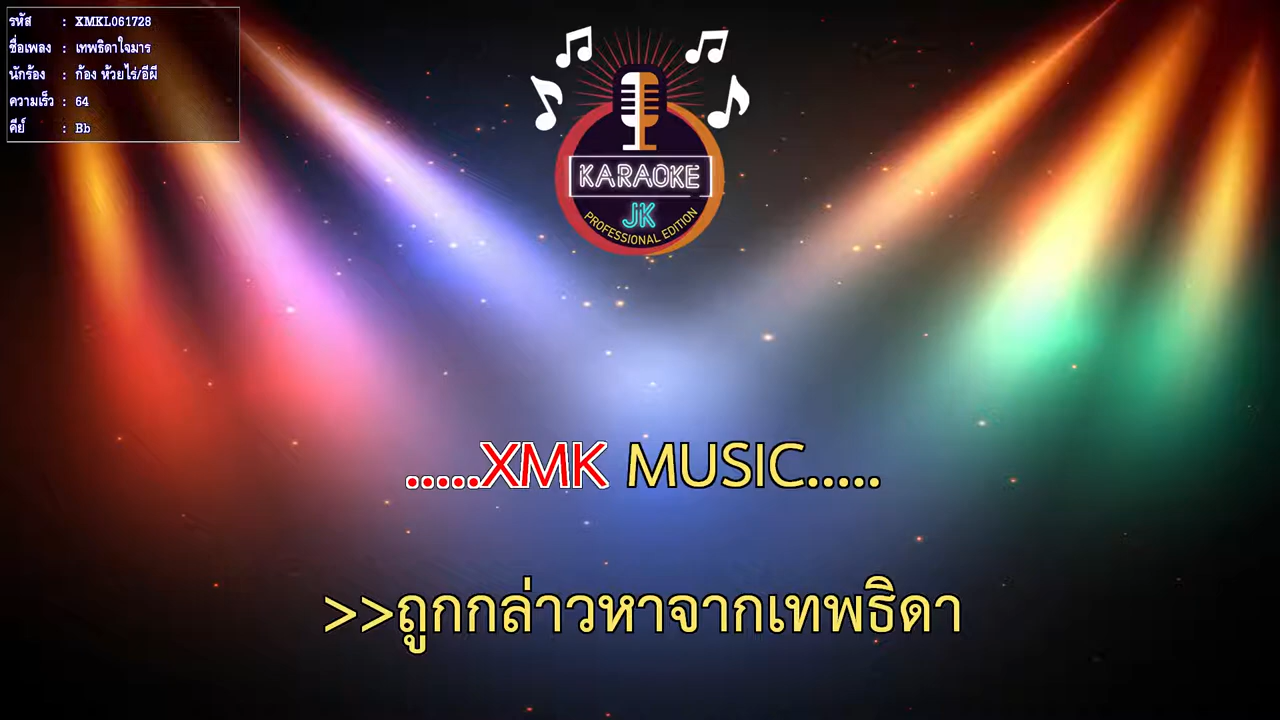 รหัส : XMKL061728
ชื่อเพลง : เทพธิดาใจมาร
นักร้อง : ก้อง ห้วยไร่/อีผี
ความเร็ว : 64
คีย์ : Bb
KARAOKE
JK
PROFESSIONAL EDITION
.....XMK MUSIC.....
>>ถูกกล่าวหาจากเทพธิดา